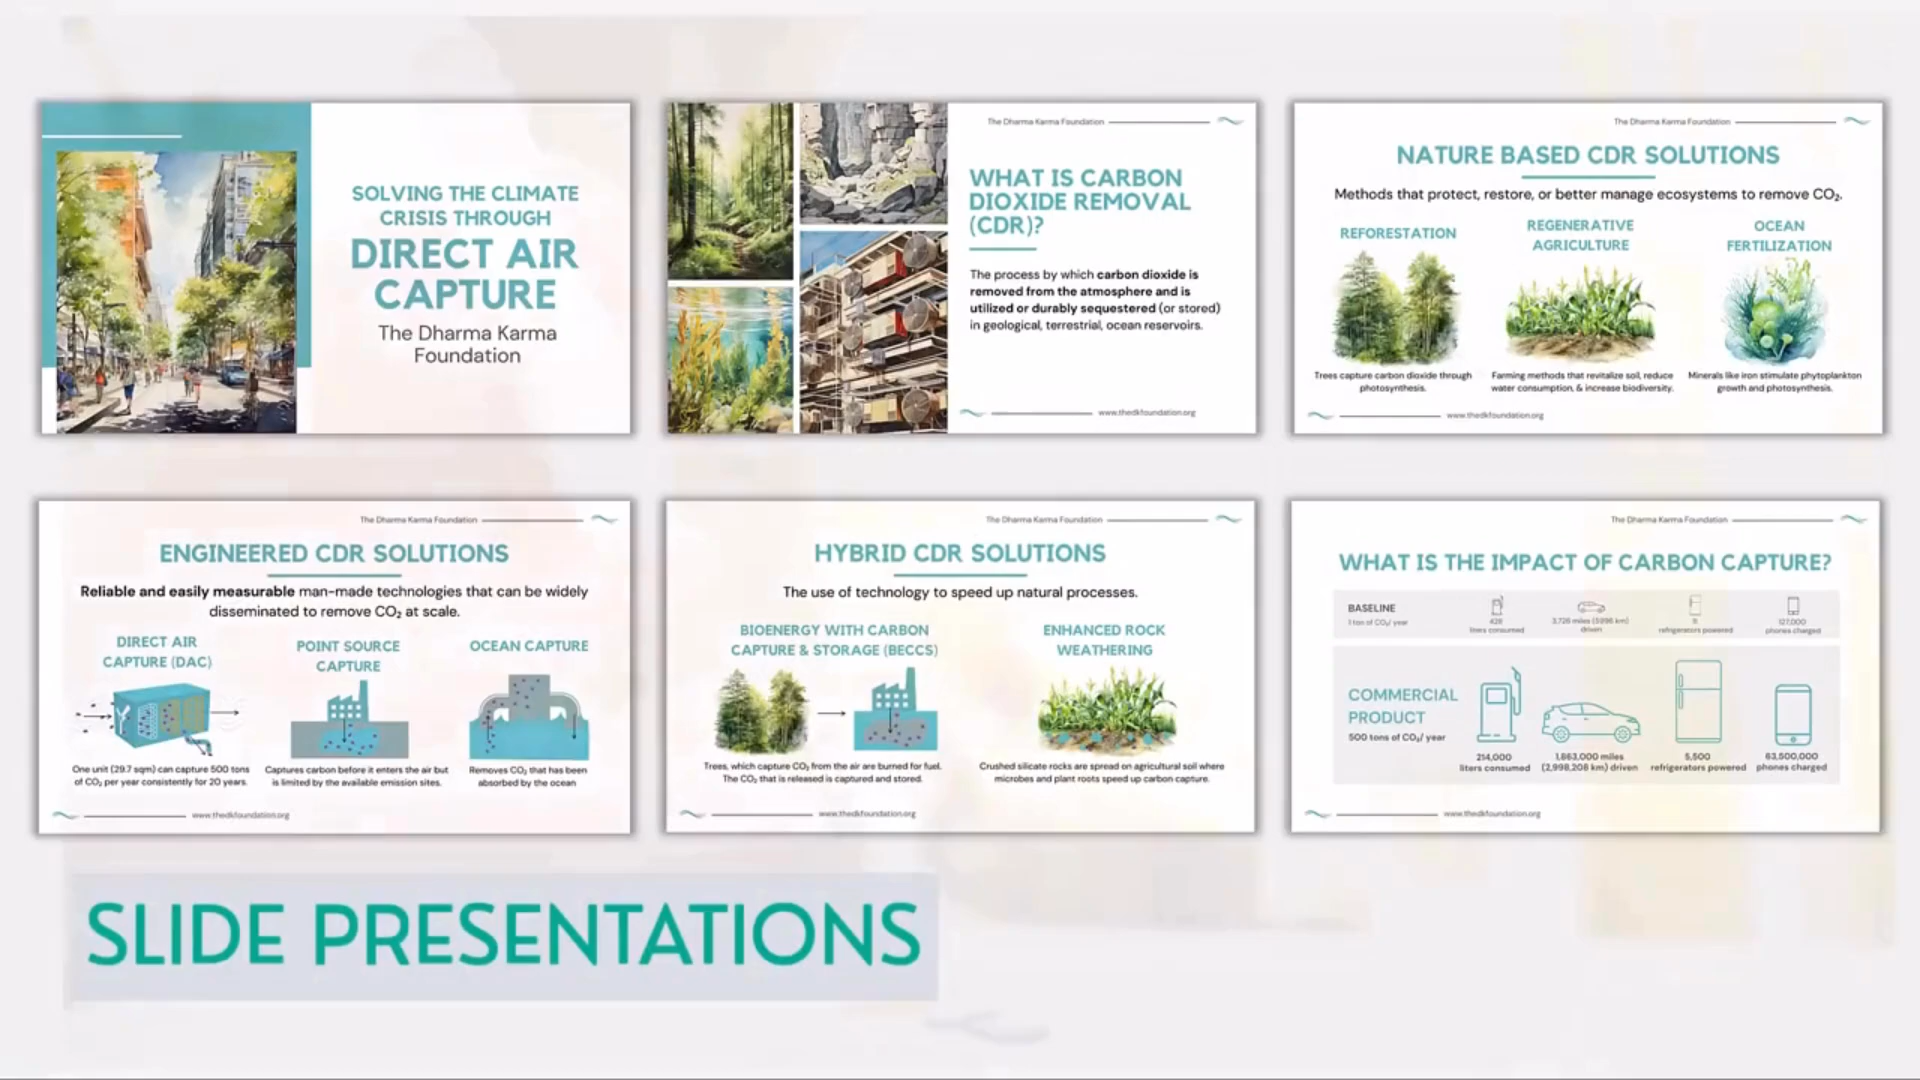 SOLVING THE CLIMATE
CRISIS THROUGH
DIRECT AIR
CAPTURE
The Dharma Karma
Foundation
The Dharma Karma Foundation
WHAT IS CARBON
DIOXIDE REMOVAL
(CDR)?
The process by which carbon dioxide is
removed from the atmosphere and is
utilized or durably sequestered (or stored)
in geological, terrestrial, ocean reservoirs.
www.thedkfoundation.org
The Dharma Karma Foundation
NATURE BASED CDR SOLUTIONS
Methods that protect, restore, or better manage ecosystems to remove CO₂.
REFORESTATION
Trees capture carbon dioxide through
photosynthesis.
REGENERATIVE
AGRICULTURE
Farming methods that revitalize soil, reduce
water consumption, & increase biodiversity.
OCEAN
FERTILIZATION
Minerals like iron stimulate phytoplankton
growth and photosynthesis.
www.thedkfoundation.org
The Dharma Karma Foundation
ENGINEERED CDR SOLUTIONS
Reliable and easily measurable man-made technologies that can be widely
disseminated to remove CO₂ at scale.
DIRECT AIR
CAPTURE (DAC)
One unit (29.7 sqm) can capture 500 tons
of CO₂ per year consistently for 20 years.
POINT SOURCE
CAPTURE
Captures carbon before it enters the air but
is limited by the available emission sites.
OCEAN CAPTURE
Removes CO₂ that has been
absorbed by the ocean
www.thedkfoundation.org
The Dharma Karma Foundation
HYBRID CDR SOLUTIONS
The use of technology to speed up natural processes.
BIOENERGY WITH CARBON
CAPTURE & STORAGE (BECCS)
Trees, which capture CO₂ from the air are burned for fuel.
The CO₂ that is released is captured and stored.
ENHANCED ROCK
WEATHERING
Crushed silicate rocks are spread on agricultural soil where
microbes and plant roots speed up carbon capture.
www.thedkfoundation.org
The Dharma Karma Foundation
WHAT IS THE IMPACT OF CARBON CAPTURE?
BASELINE
1 ton of CO₂/ year
428
liters consumed
3,726 miles (5996 km)
driven
11
refrigerators powered
127,000
phones charged
COMMERCIAL
PRODUCT
500 tons of CO₂/ year
214,000
liters consumed
1,863,000 miles
(2,998,208 km) driven
5,500
refrigerators powered
63,500,000
phones charged
www.thedkfoundation.org
SLIDE PRESENTATIONS